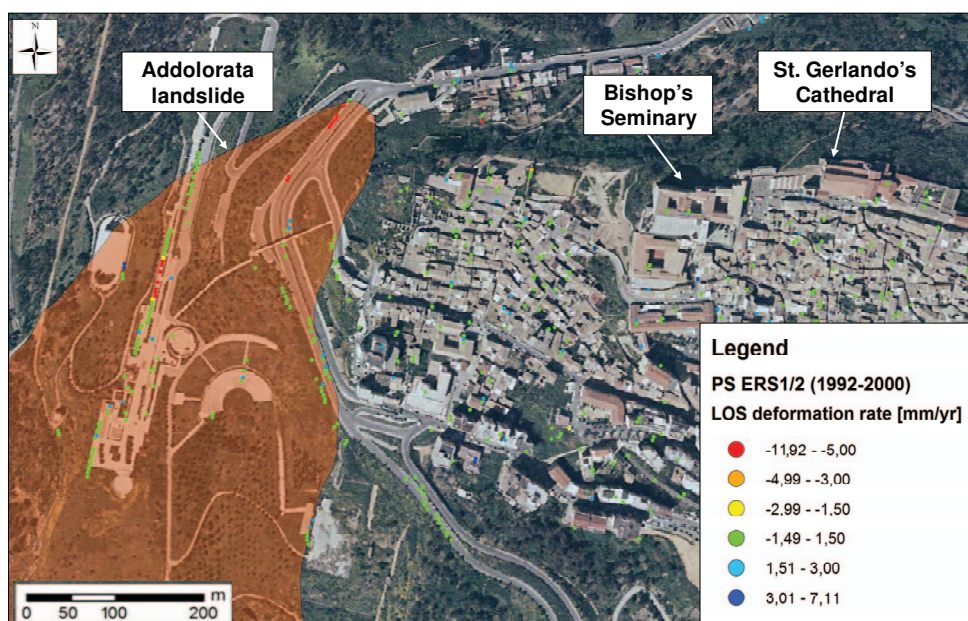 Addolorata
landslide
Bishop's
Seminary
St. Gerlando's
Cathedral
Legend
PS ERS1/2 (1992-2000)
LOS deformation rate [mm/yr]
-11,92 - -5,00
-4,99 - -3,00
-2,99 - -1,50
-1,49 - 1,50
1,51 - 3,00
3,01 - 7,11
m
0 50 100 200